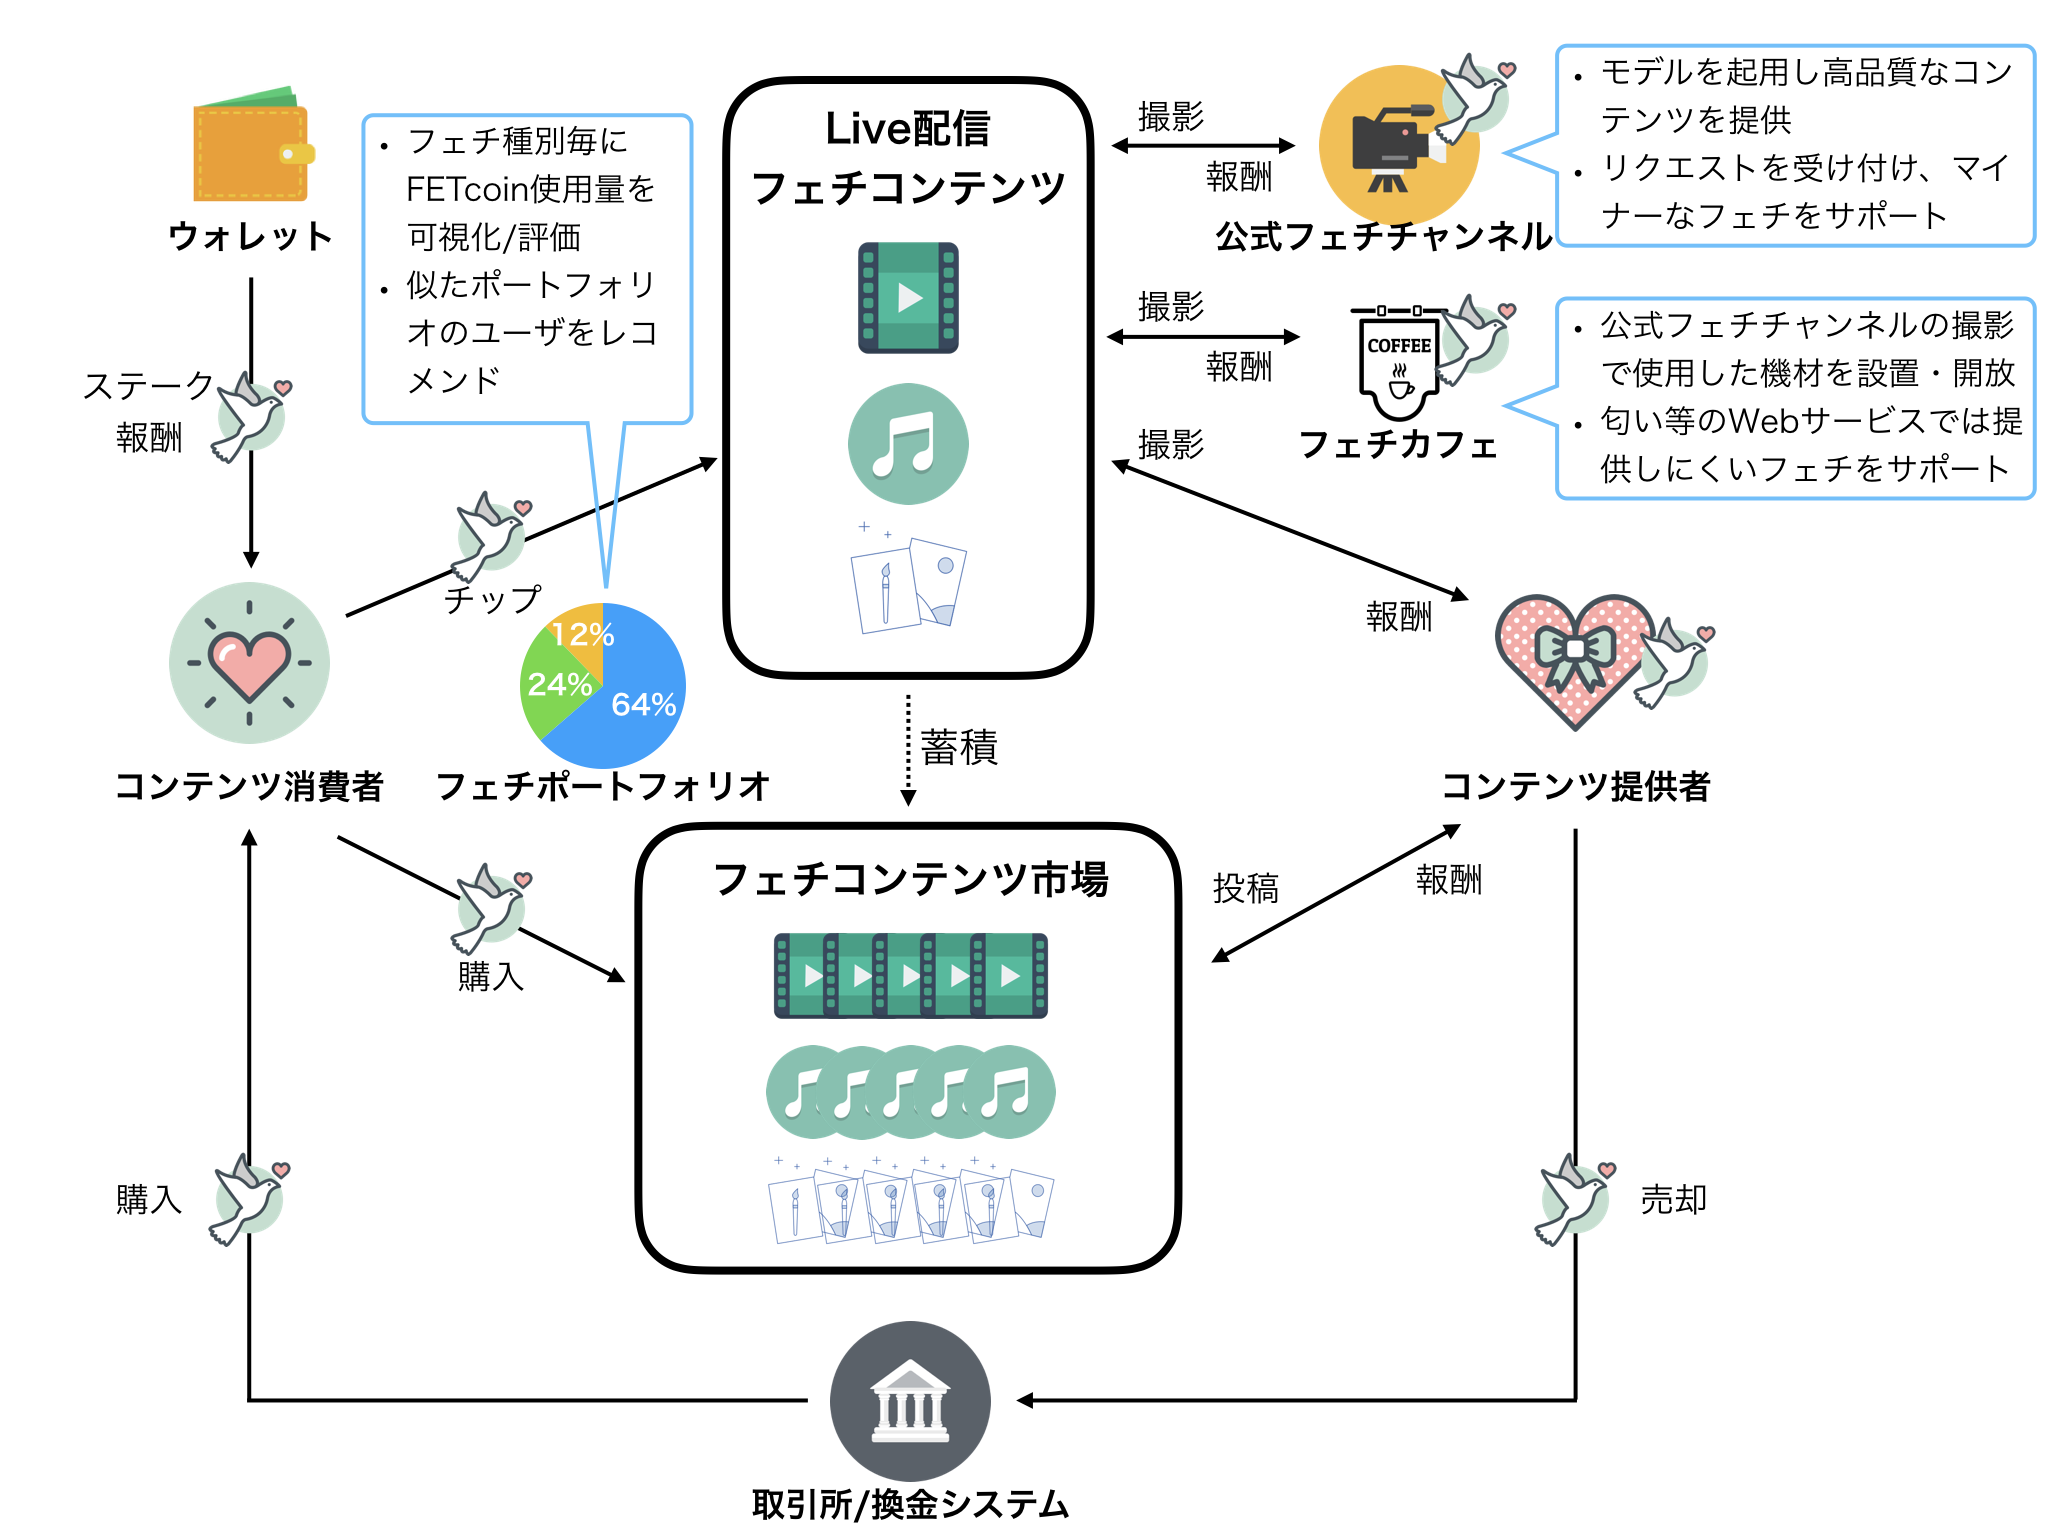 ウォレット
ステーク
報酬
• フェチ種別毎に
FETcoin使用量を
可視化/評価
• 似たポートフォリ
オのユーザをレコ
メンド
Live配信
フェチコンテンツ
撮影
報酬
公式フェチチャンネル
• モデルを起用し高品質なコン
テンツを提供
• リクエストを受け付け、マイ
ナーなフェチをサポート
撮影
報酬
COFFEE
フェチカフェ
• 公式フェチチャンネルの撮影
で使用した機材を設置・開放
• 匂い等のWebサービスでは提
供しにくいフェチをサポート
撮影
報酬
チップ
12%
24%
64%
コンテンツ消費者
フェチポートフォリオ
蓄積
コンテンツ提供者
購入
フェチコンテンツ市場
投稿
報酬
購入
売却
取引所/換金システム